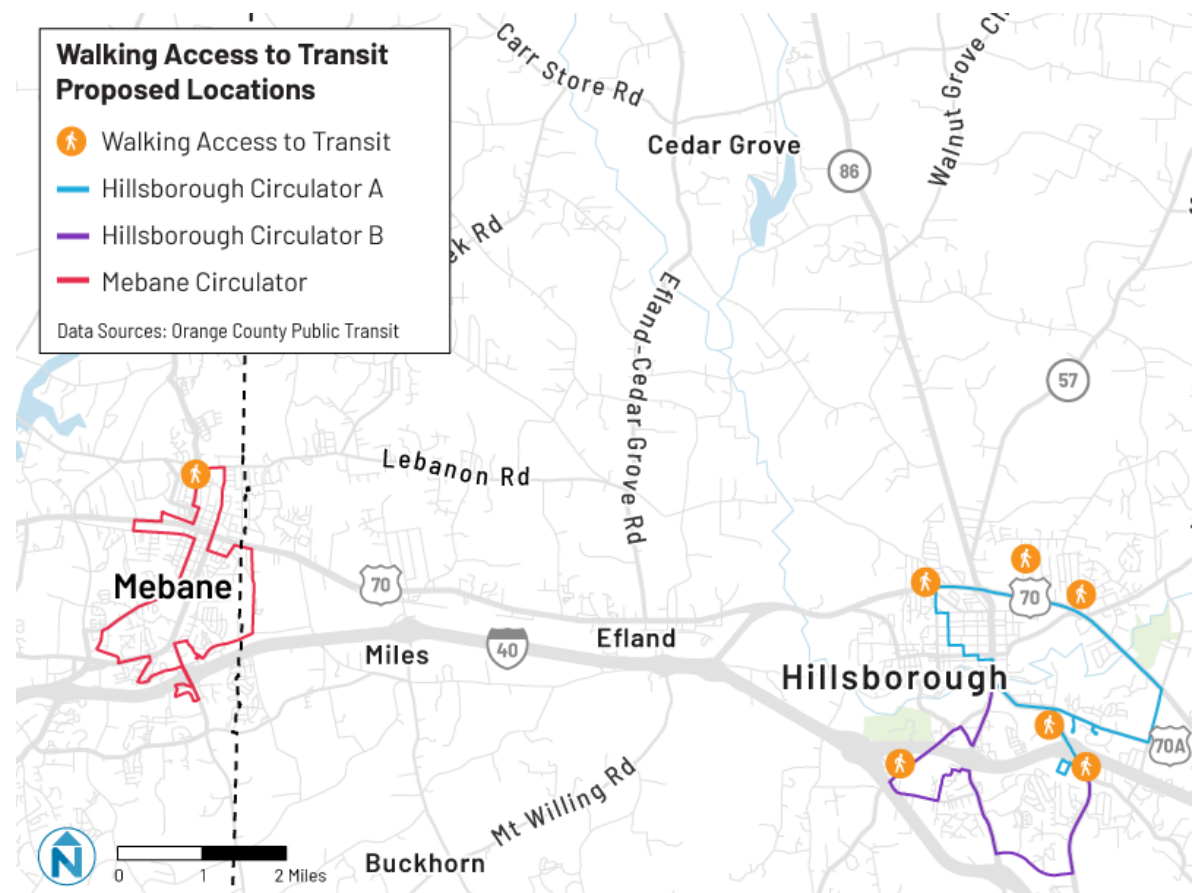 Walking Access to Transit
Proposed Locations
Walking Access to Transit
Hillsborough Circulator A
Hillsborough Circulator B
Mebane Circulator
Data Sources: Orange County Public Transit
Carr Store Rd
Walnut Grove
Cedar Grove
86
Rd
57
Efland-Cedar Grove Rd
Lebanon Rd
Mebane
70
70
Efland
Miles
40
Hillsborough
70A
Mt Willing Rd
Buckhorn
N
0 1 2 Miles